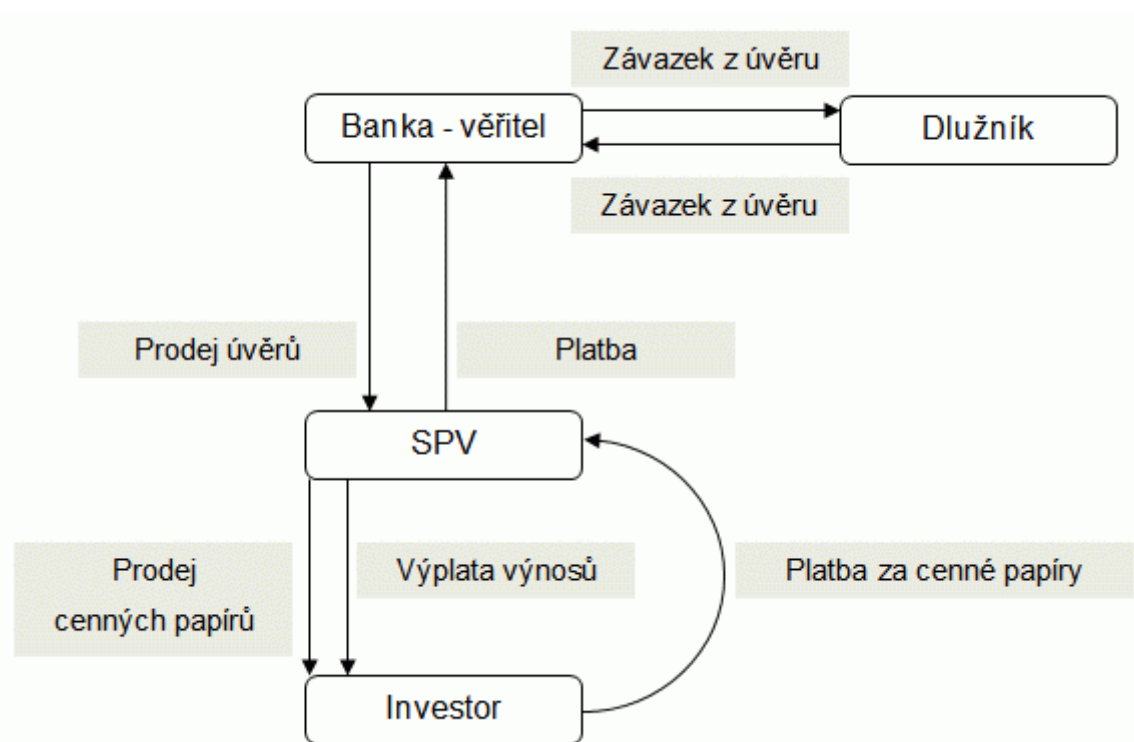 Závazek z úvěru
Banka - věřitel
Dlužník
Závazek z úvěru
Prodej úvěrů
Platba
SPV
Prodej
cenných papírů
Výplata výnosů
Platba za cenné papíry
Investor